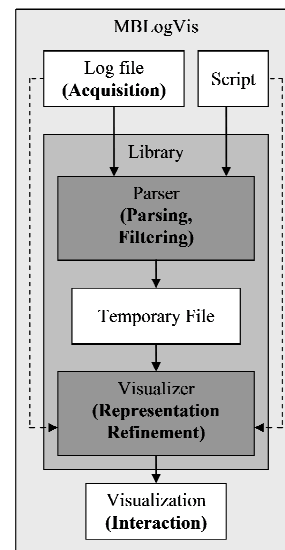 MBLogVis
Log file
(Acquisition)
Script
Library
Parser
(Parsing,
Filtering)
Temporary File
Visualizer
(Representation
Refinement)
Visualization
(Interaction)